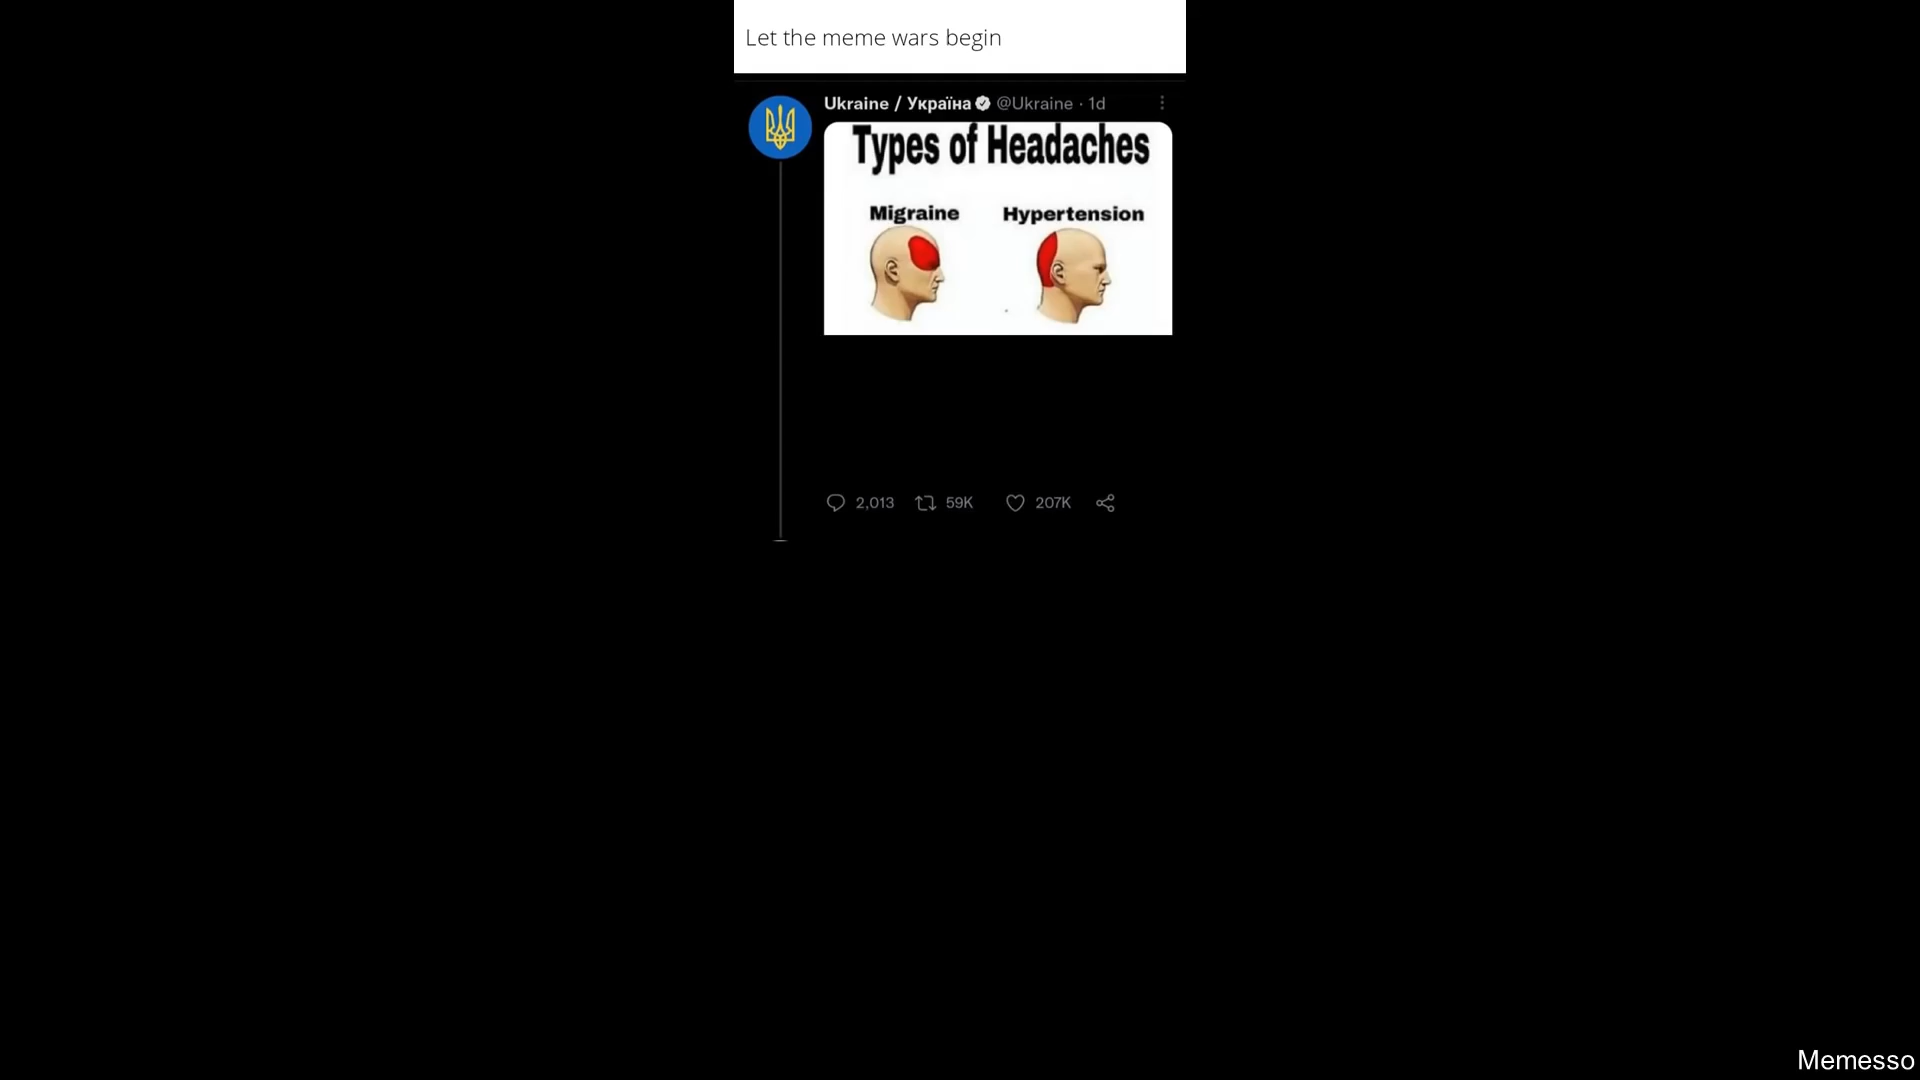 Let the meme wars begin
Ukraine / Україна @Ukraine · 1d
Types of Headaches
Migraine Hypertension
2,013 59K 207K
Memesso